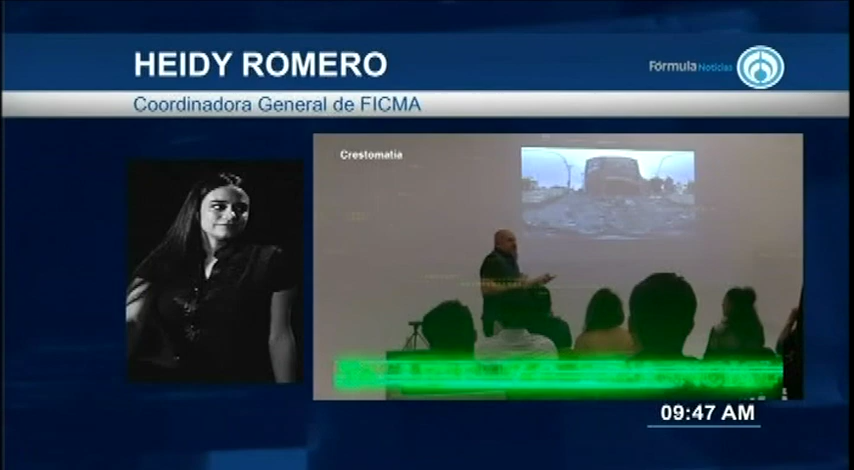 HEIDY ROMERO
Fórmula Noticias
Coordinadora General de FICMA
Crestomatía
09:47 AM